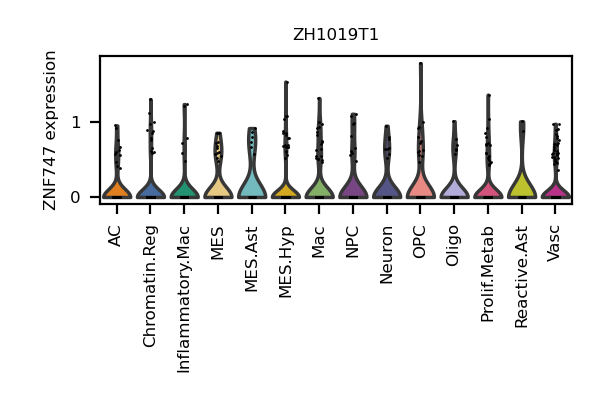 ZH1019T1
ZNF747 expression
1
0
AC
Chromatin.Reg
Inflammatory.Mac
MES
MES.Ast
MES.Hyp
Mac
NPC
Neuron
OPC
Oligo
Prolif.Metab
Reactive.Ast
Vasc